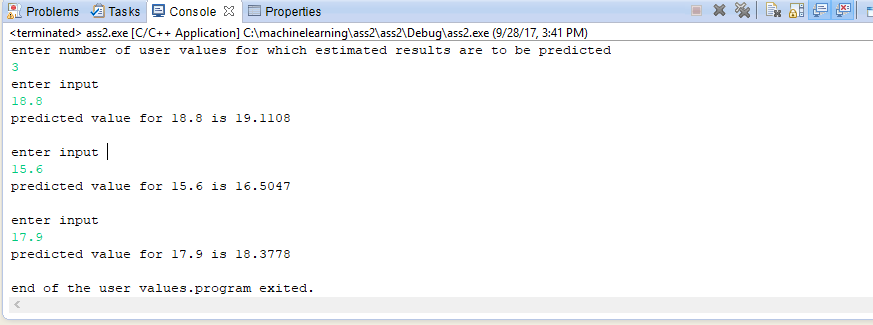 Problems Tasks Console Properties
<terminated> ass2.exe [C/C++ Application] C:\machinelearning\ass2\ass2\Debug\ass2.exe (9/28/17, 3:41 PM)
enter number of user values for which estimated results are to be predicted
3
enter input
18.8
predicted value for 18.8 is 19.1108
enter input
15.6
predicted value for 15.6 is 16.5047
enter input
17.9
predicted value for 17.9 is 18.3778
end of the user values.program exited.